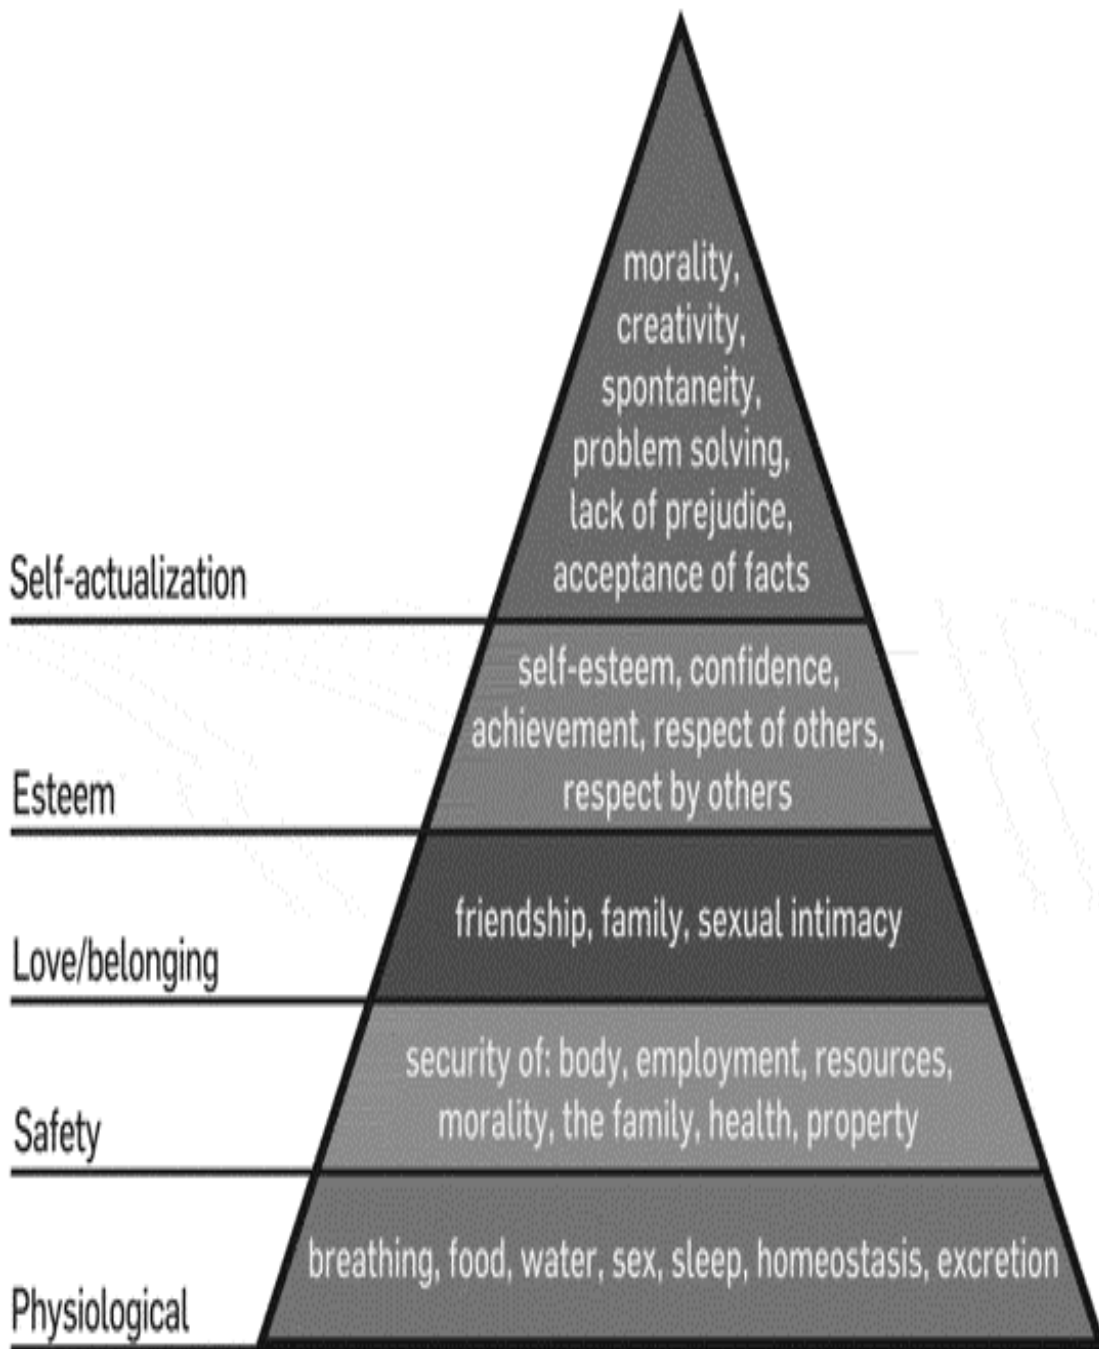 morality,
creativity,
spontaneity,
problem solving,
lack of prejudice,
acceptance of facts
Self-actualization
self-esteem, confidence,
achievement, respect of others,
respect by others
Esteem
friendship, family, sexual intimacy
Love/belonging
security of: body, employment, resources,
morality, the family, health, property
Safety
breathing, food, water, sex, sleep, homeostasis, excretion
Physiological